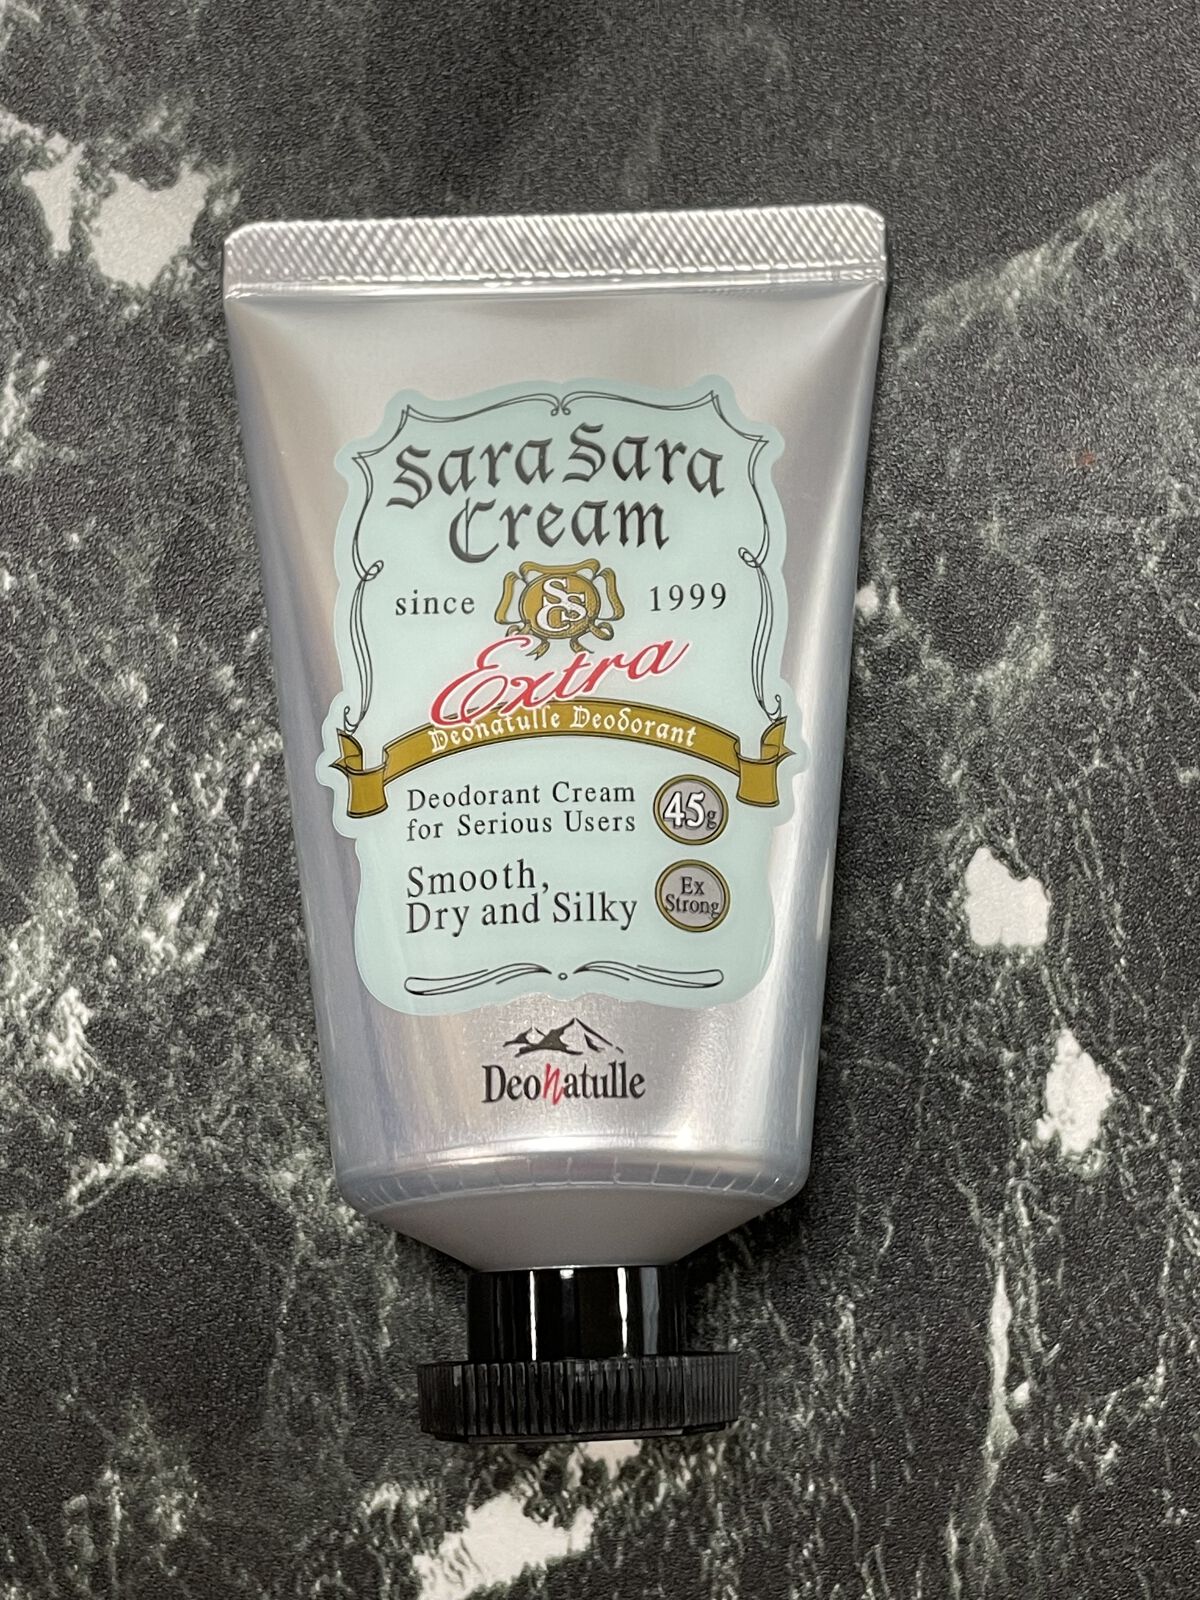 Sara Sara
Cream
since 1999
SSC
Extra
Deonatulle Deodorant
Deodorant Cream
for Serious Users
45g
Smooth,
Dry and Silky
Ex
Strong
DeoNatulle